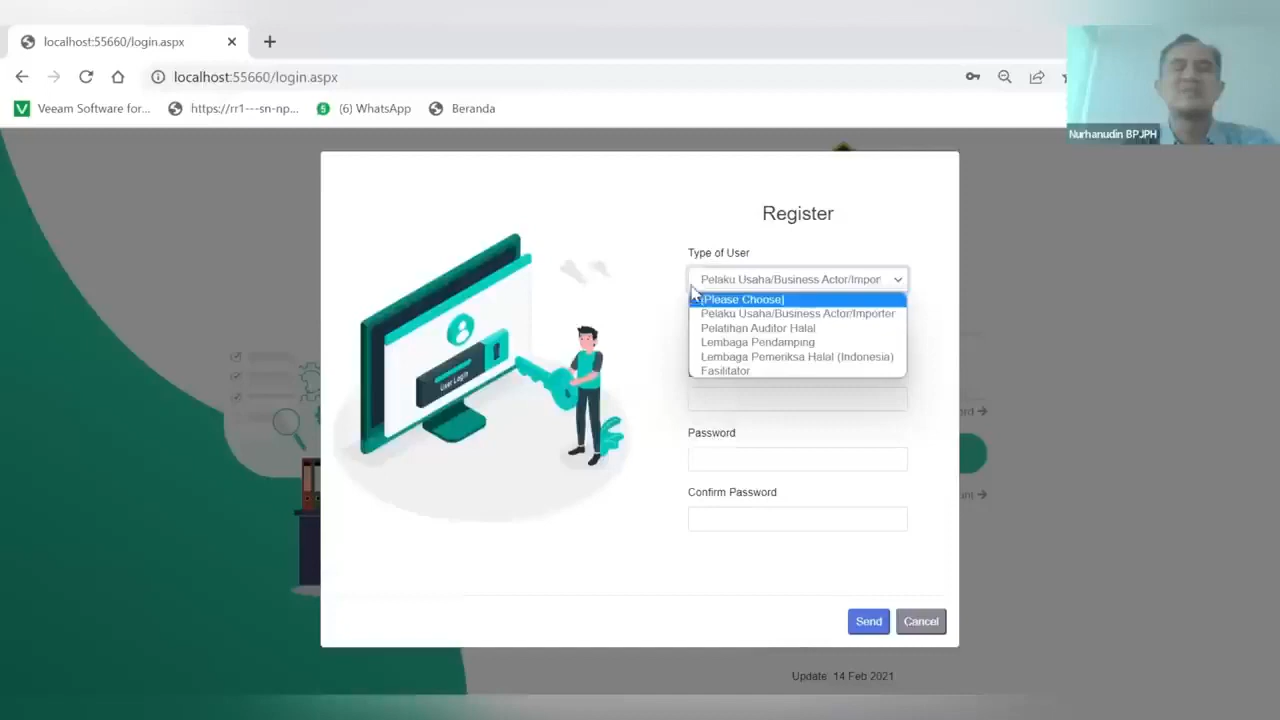 localhost:55660/login.aspx
localhost:55660/login.aspx
Veeam Software for...
https://rr1---sn-np...
(6) WhatsApp
Beranda
Nurhanudin BPJPH
Register
Type of User
Pelaku Usaha/Business Actor/Impor
[Please Choose]
Pelaku Usaha/Business Actor/Importer
Pelatihan Auditor Halal
Lembaga Pendamping
Lembaga Pemeriksa Halal (Indonesia)
Fasilitator
User Login
Password
Confirm Password
Send
Cancel
Update 14 Feb 2021